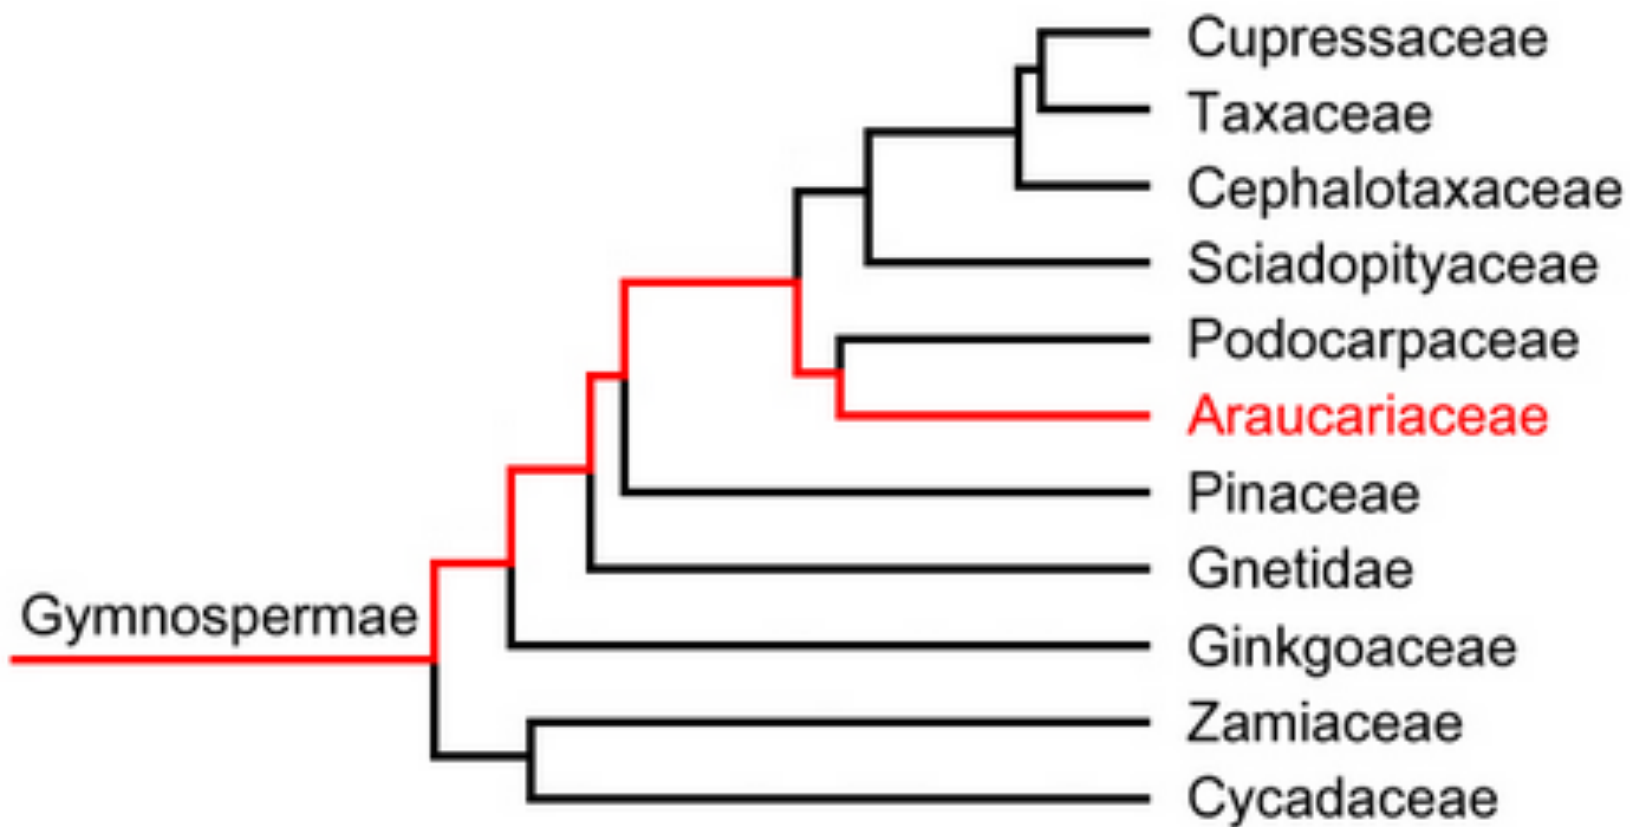 Cupressaceae
Taxaceae
Cephalotaxaceae
Sciadopityaceae
Podocarpaceae
Araucariaceae
Pinaceae
Gnetidae
Gymnospermae
Ginkgoaceae
Zamiaceae
Cycadaceae